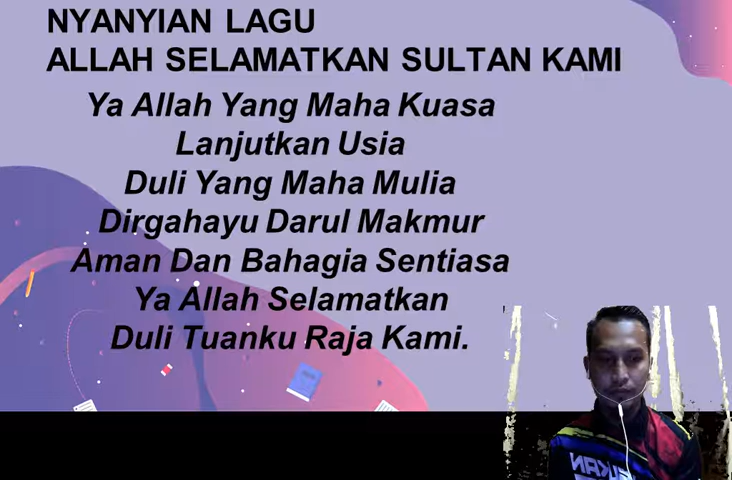 NYANYIAN LAGU
ALLAH SELAMATKAN SULTAN KAMI
Ya Allah Yang Maha Kuasa
Lanjutkan Usia
Duli Yang Maha Mulia
Dirgahayu Darul Makmur
Aman Dan Bahagia Sentiasa
Ya Allah Selamatkan
Duli Tuanku Raja Kami.